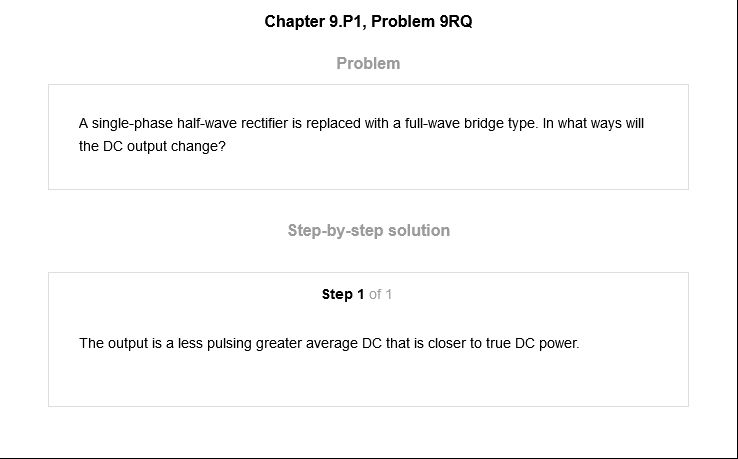 Chapter 9.P1, Problem 9RQ
Problem
A single-phase half-wave rectifier is replaced with a full-wave bridge type. In what ways will
the DC output change?
Step-by-step solution
Step 1 of 1
The output is a less pulsing greater average DC that is closer to true DC power.